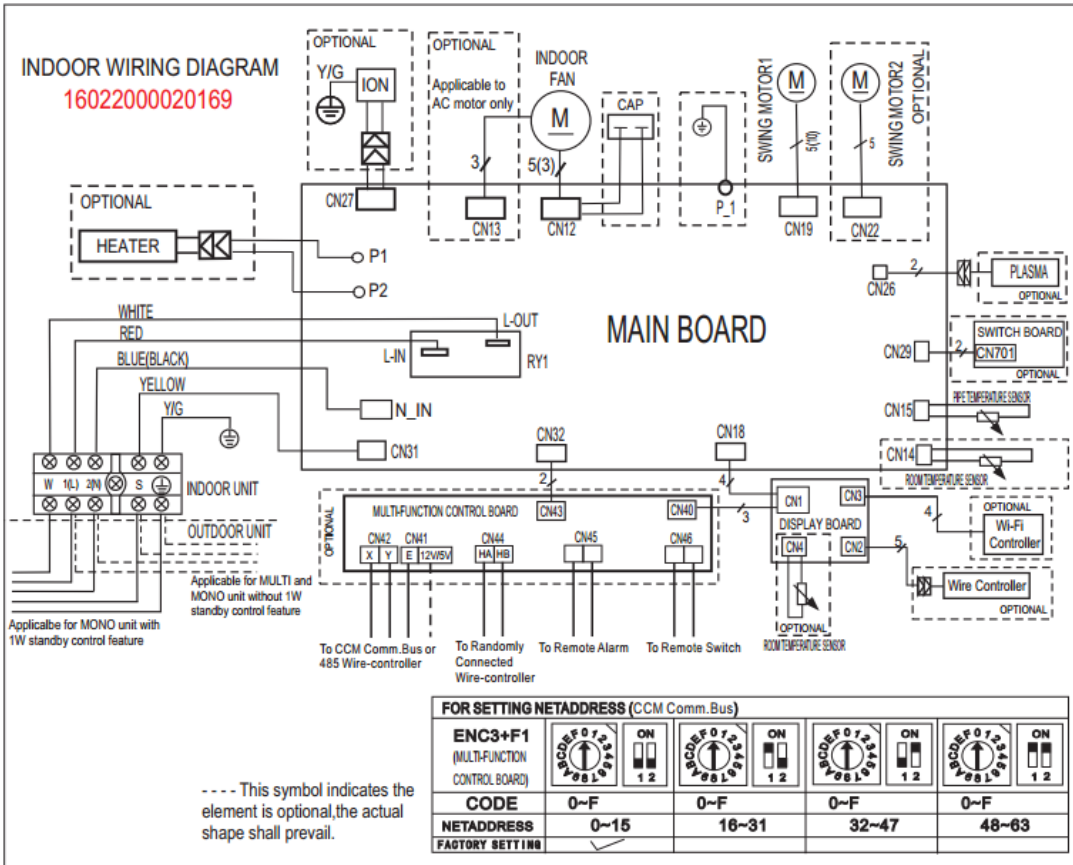 INDOOR WIRING DIAGRAM
16022000020169
OPTIONAL
Y/G
ION
CN27
OPTIONAL
Applicable to
AC motor only
3
CN13
INDOOR
FAN
M
5(3)
CN12
CAP
P_1
SWING MOTOR1
M
5(10)
CN19
M
SWING MOTOR2
OPTIONAL
5
CN22
OPTIONAL
HEATER
P1
P2
WHITE
RED
BLUE(BLACK)
YELLOW
Y/G
L-OUT
L-IN
RY1
N_IN
CN31
MAIN BOARD
CN26
2
PLASMA
OPTIONAL
CN29
2
SWITCH BOARD
CN701
OPTIONAL
CN15
PIPE TEMPERATURE SENSOR
CN14
ROOM TEMPERATURE SENSOR
W 1(L) 2(N) S
INDOOR UNIT
OUTDOOR UNIT
Applicable for MULTI and
MONO unit without 1W
standby control feature
Applicalbe for MONO unit with
1W standby control feature
CN32
2
CN18
4
OPTIONAL
MULTI-FUNCTION CONTROL BOARD
CN43
CN40
3
CN42 CN41 CN44 CN45 CN46
X Y E 12W5V HA HB
To CCM Comm.Bus or
485 Wire-controller
To Randomly
Connected
Wire-controller
To Remote Alarm
To Remote Switch
CN1
CN3
DISPLAY BOARD
CN4
CN2
OPTIONAL
ROOM TEMPERATURE SENSOR
4
OPTIONAL
Wi-Fi
Controller
5
Wire Controller
OPTIONAL
---- This symbol indicates the
element is optional,the actual
shape shall prevail.
FOR SETTING NETADDRESS (CCM Comm.Bus)
ENC3+F1
(MULTI-FUNCTION
CONTROL BOARD)
0123456789ABCDEF ON 1 2
0123456789ABCDEF ON 1 2
0123456789ABCDEF ON 1 2
0123456789ABCDEF ON 1 2
CODE 0~F 0~F 0~F 0~F
NETADDRESS 0~15 16~31 32~47 48~63
FACTORY SETTING